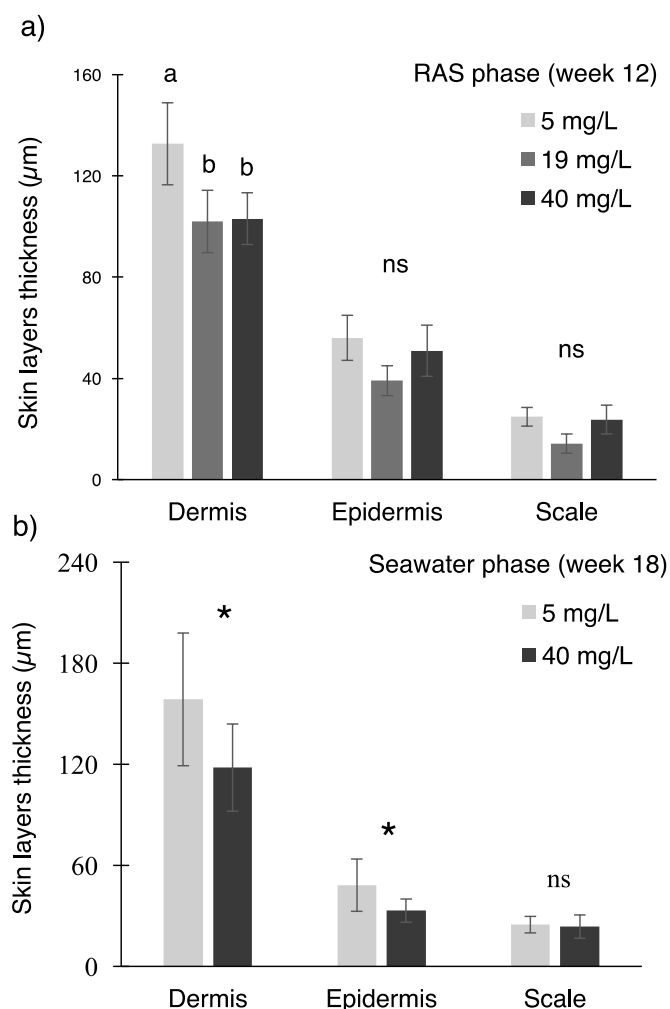 a)
Skin layers thickness (µm)
160
120
80
40
0
RAS phase (week 12)
5 mg/L
19 mg/L
40 mg/L
a
b b
ns
ns
Dermis Epidermis Scale
b)
Skin layers thickness (µm)
240
180
120
60
0
Seawater phase (week 18)
5 mg/L
40 mg/L
*
*
ns
Dermis Epidermis Scale